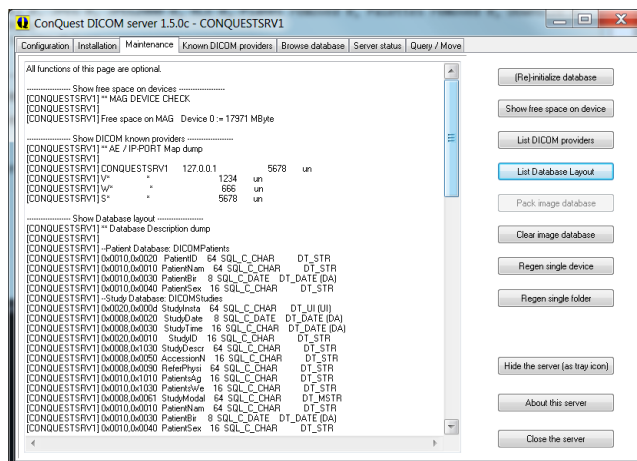 ConQuest DICOM server 1.5.0c - CONQUESTSRV1
Configuration Installation Maintenance Known DICOM providers Browse database Server status Query / Move
All functions of this page are optional.
------------------ Show free space on devices -------------------
[CONQUESTSRV1] ** MAG DEVICE CHECK
[CONQUESTSRV1]
[CONQUESTSRV1] Free space on MAG Device 0 := 17971 MByte
------------------ Show DICOM known providers -------------------
[CONQUESTSRV1] ** AE / IP-PORT Map dump
[CONQUESTSRV1]
[CONQUESTSRV1] CONQUESTSRV1 127.0.0.1 5678 un
[CONQUESTSRV1] V* * 1234 un
[CONQUESTSRV1] W* * 666 un
[CONQUESTSRV1] S* * 5678 un
------------------ Show Database layout -------------------
[CONQUESTSRV1] ** Database Description dump
[CONQUESTSRV1]
[CONQUESTSRV1] --Patient Database: DICOMPatients
[CONQUESTSRV1] 0x0010,0x0020 PatientID 64 SQL_C_CHAR DT_STR
[CONQUESTSRV1] 0x0010,0x0010 PatientNam 64 SQL_C_CHAR DT_STR
[CONQUESTSRV1] 0x0010,0x0030 PatientBir 8 SQL_C_DATE DT_DATE (DA)
[CONQUESTSRV1] 0x0010,0x0040 PatientSex 16 SQL_C_CHAR DT_STR
[CONQUESTSRV1] --Study Database: DICOMStudies
[CONQUESTSRV1] 0x0020,0x000d StudyInsta 64 SQL_C_CHAR DT_UI (UI)
[CONQUESTSRV1] 0x0008,0x0020 StudyDate 8 SQL_C_DATE DT_DATE (DA)
[CONQUESTSRV1] 0x0008,0x0030 StudyTime 16 SQL_C_CHAR DT_DATE (DA)
[CONQUESTSRV1] 0x0020,0x0010 StudyID 16 SQL_C_CHAR DT_STR
[CONQUESTSRV1] 0x0008,0x1030 StudyDescr 64 SQL_C_CHAR DT_STR
[CONQUESTSRV1] 0x0008,0x0050 AccessionN 16 SQL_C_CHAR DT_STR
[CONQUESTSRV1] 0x0008,0x0090 ReferPhysi 64 SQL_C_CHAR DT_STR
[CONQUESTSRV1] 0x0010,0x1010 PatientsAg 16 SQL_C_CHAR DT_STR
[CONQUESTSRV1] 0x0010,0x1030 PatientsWe 16 SQL_C_CHAR DT_STR
[CONQUESTSRV1] 0x0008,0x0061 StudyModal 64 SQL_C_CHAR DT_MSTR
[CONQUESTSRV1] 0x0010,0x0010 PatientNam 64 SQL_C_CHAR DT_STR
[CONQUESTSRV1] 0x0010,0x0030 PatientBir 8 SQL_C_DATE DT_DATE (DA)
[CONQUESTSRV1] 0x0010,0x0040 PatientSex 16 SQL_C_CHAR DT_STR
(Re)-initialize database
Show free space on device
List DICOM providers
List Database Layout
Pack image database
Clear image database
Regen single device
Regen single folder
Hide the server (as tray icon)
About this server
Close the server